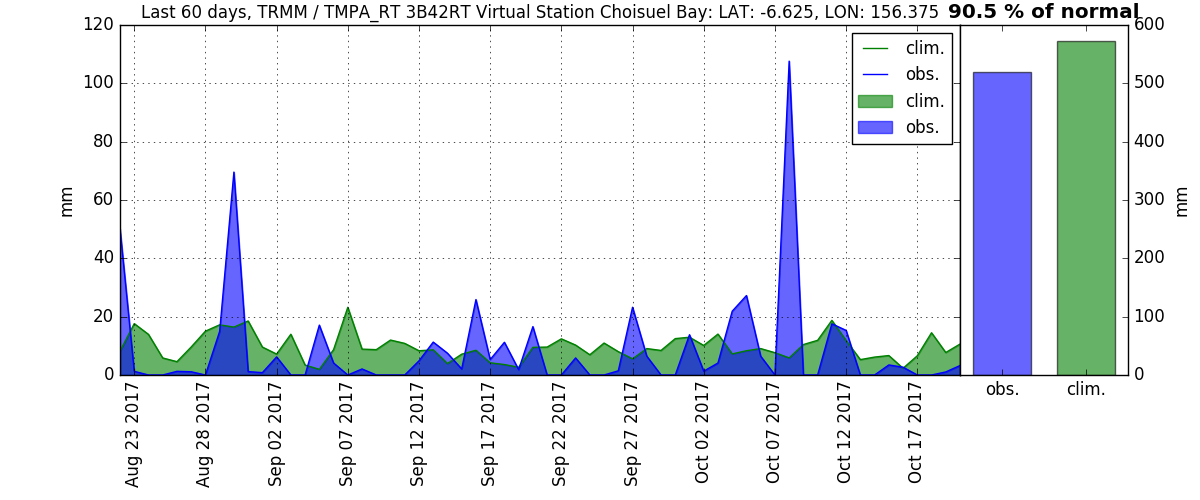 Last 60 days, TRMM / TMPA_RT 3B42RT Virtual Station Choisuel Bay: LAT: -6.625, LON: 156.375 90.5 % of normal
120
100
80
60
40
20
0
mm
clim.
obs.
clim.
obs.
Aug 23 2017
Aug 28 2017
Sep 02 2017
Sep 07 2017
Sep 12 2017
Sep 17 2017
Sep 22 2017
Sep 27 2017
Oct 02 2017
Oct 07 2017
Oct 12 2017
Oct 17 2017
600
500
400
300
200
100
0
mm
obs. clim.